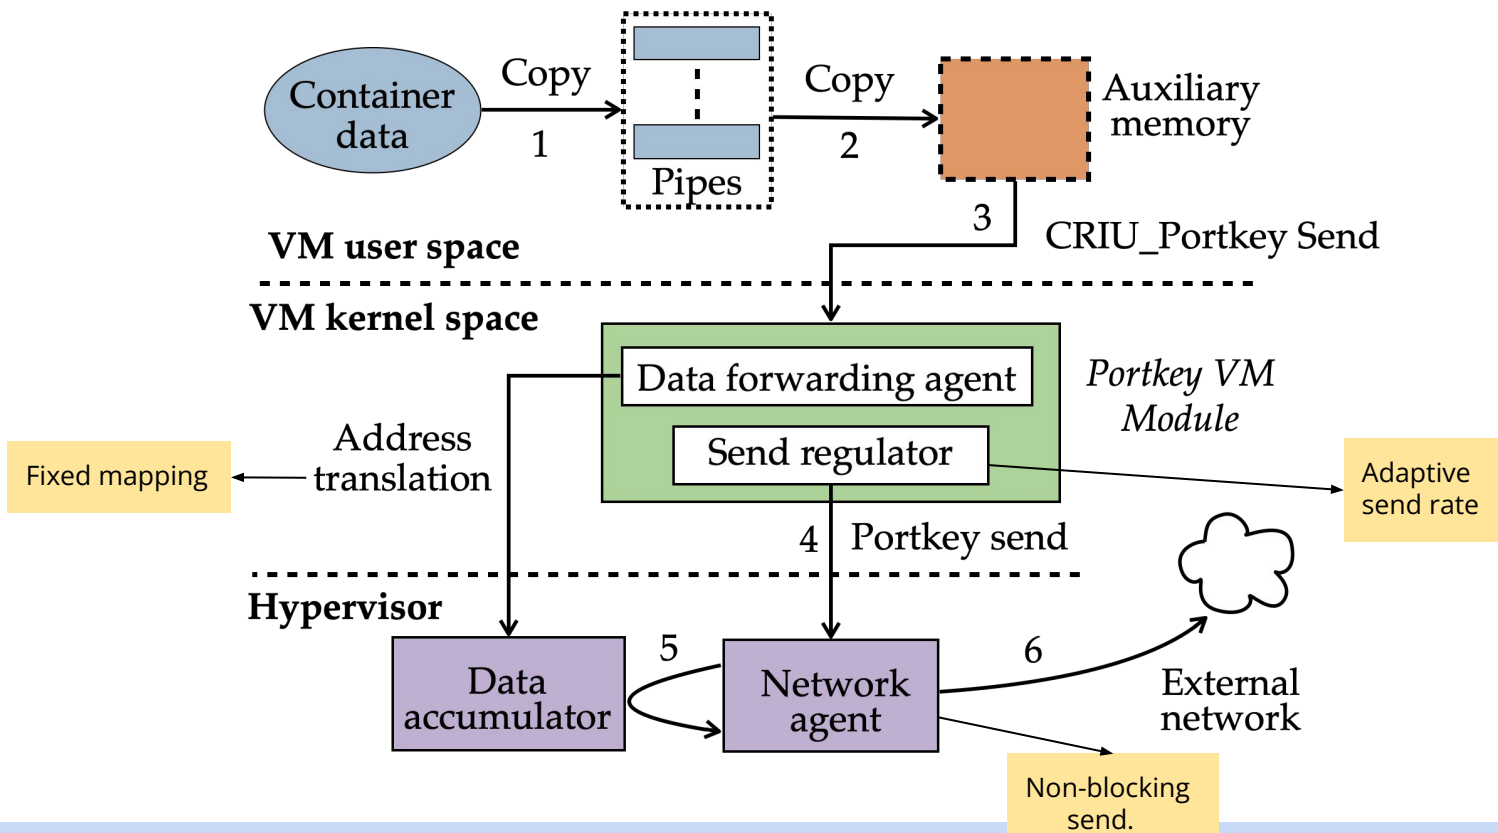 Container
data
Copy
1
Pipes
Copy
2
Auxiliary
memory
3
CRIU_Portkey Send
VM user space
VM kernel space
Data forwarding agent
Send regulator
Portkey VM
Module
Address
translation
Fixed mapping
Adaptive
send rate
4
Portkey send
Hypervisor
Data
accumulator
5
Network
agent
6
External
network
Non-blocking
send.